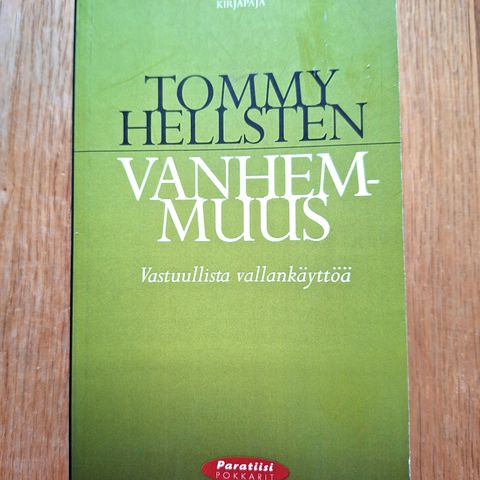 KIRJAPAJA
TOMMY
HELLSTEN
VANHEM-
MUUS
Vastuullista vallankäyttöä
Paratiisi
POKKARIT